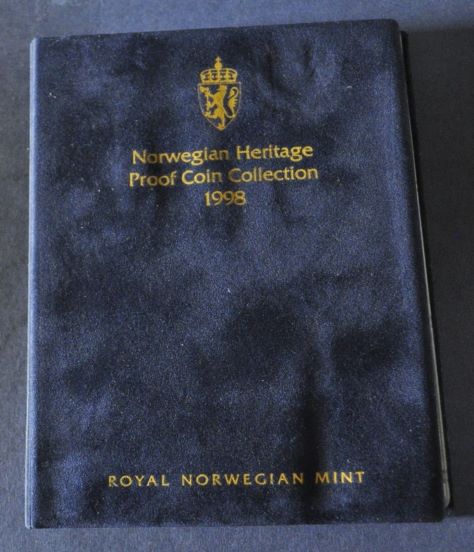 Norwegian Heritage
Proof Coin Collection
1998
ROYAL NORWEGIAN MINT